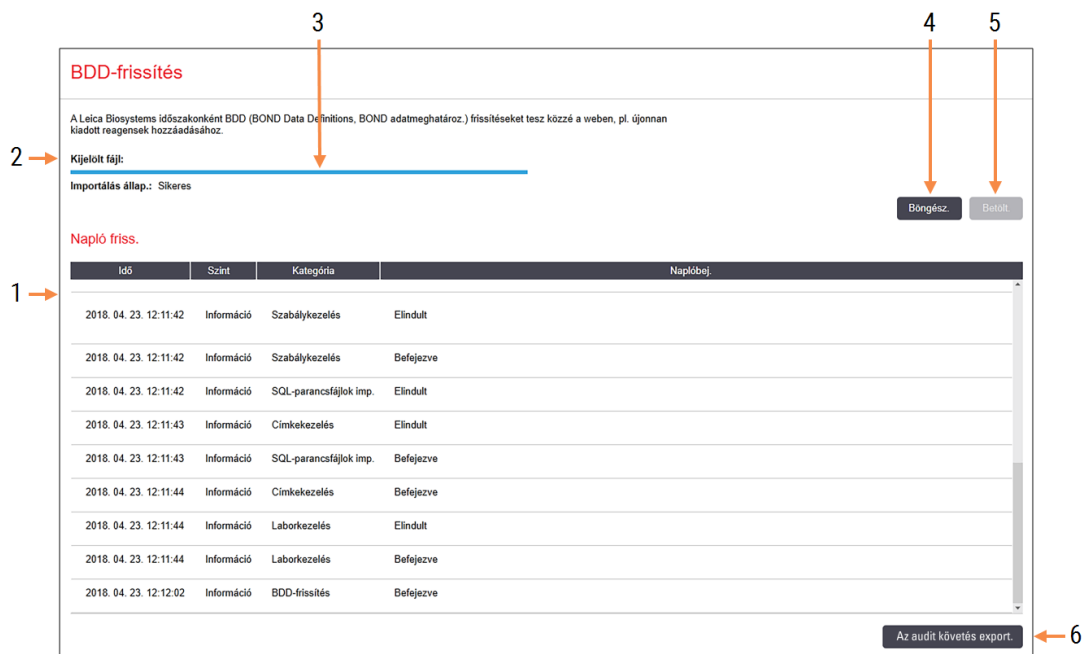 3 4 5
BDD-frissítés
A Leica Biosystems időszakonként BDD (BOND Data Definitions, BOND adatmeghatároz.) frissítéseket tesz közzé a weben, pl. újonnan
kiadott reagensek hozzáadásához.
2 Kijelölt fájl:
Importálás állap.: Sikeres
Böngész. Betölt.
Napló friss.
Idő Szint Kategória Naplóbej.
1
2018. 04. 23. 12:11:42 Információ Szabálykezelés Elindult
2018. 04. 23. 12:11:42 Információ Szabálykezelés Befejezve
2018. 04. 23. 12:11:42 Információ SQL-parancsfájlok imp. Elindult
2018. 04. 23. 12:11:43 Információ Címkekezelés Elindult
2018. 04. 23. 12:11:43 Információ SQL-parancsfájlok imp. Befejezve
2018. 04. 23. 12:11:44 Információ Címkekezelés Befejezve
2018. 04. 23. 12:11:44 Információ Laborkezelés Elindult
2018. 04. 23. 12:11:44 Információ Laborkezelés Befejezve
2018. 04. 23. 12:12:02 Információ BDD-frissítés Befejezve
Az audit követés export. 6